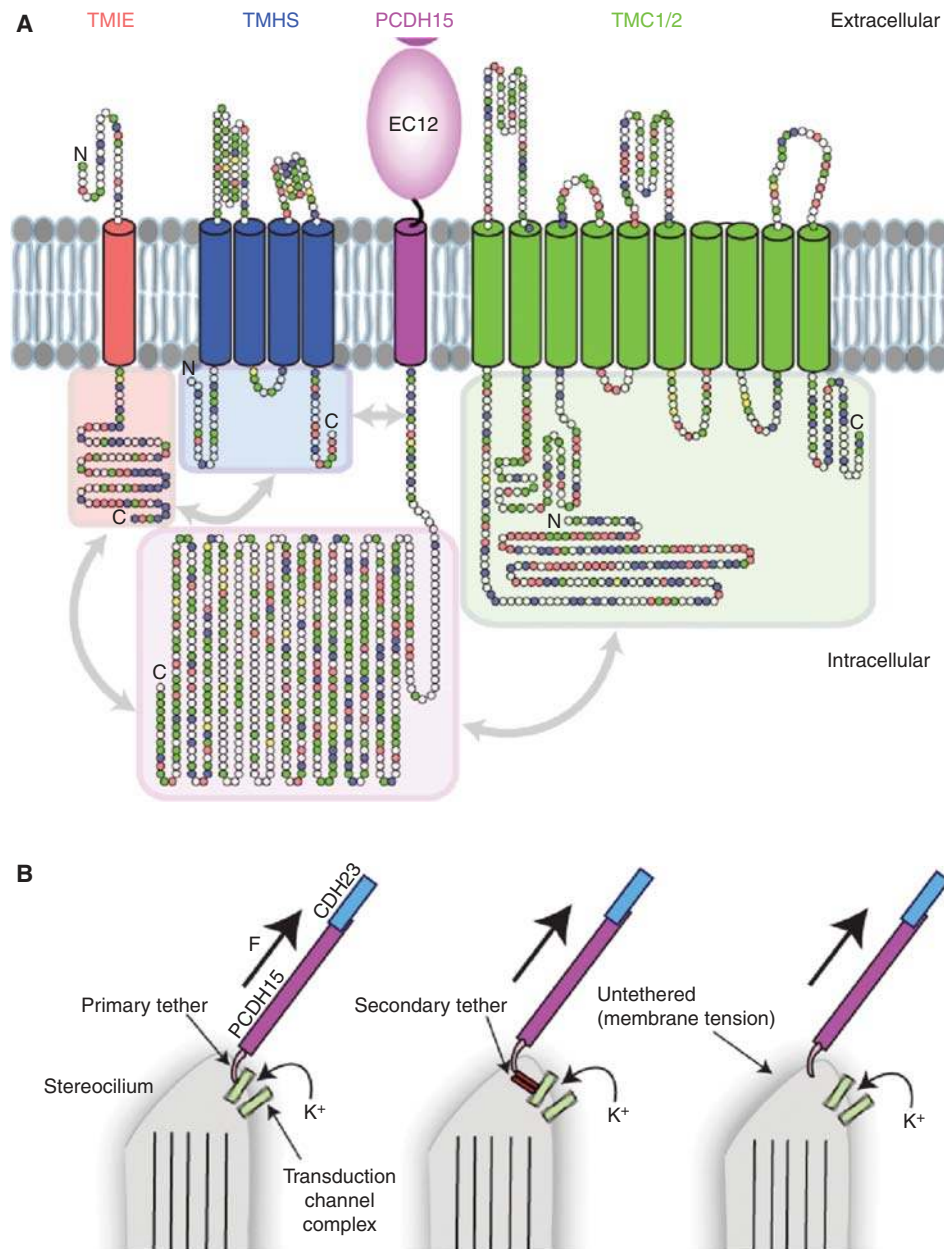 A
TMIE TMHS PCDH15 TMC1/2 Extracellular
EC12
N
N
C
C
N
C
C
Intracellular
B
CDH23
F
PCDH15
Primary tether
Stereocilium
K+
Transduction
channel
complex
Secondary tether
K+
Untethered
(membrane tension)
K+